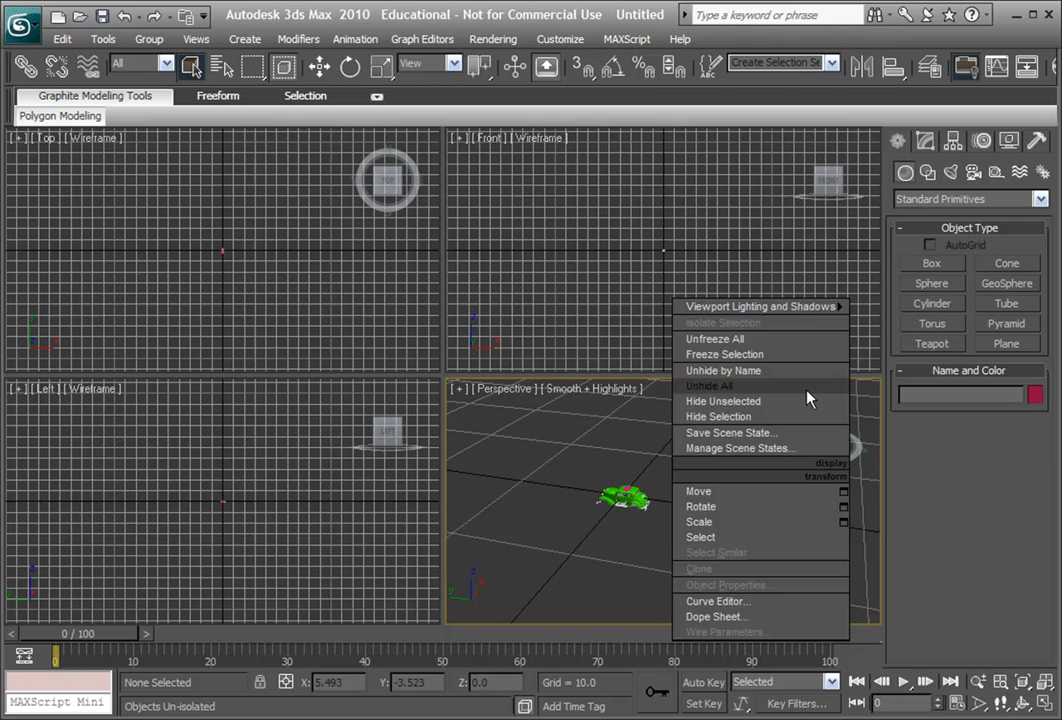 Autodesk 3ds Max 2010 Educational - Not for Commercial Use Untitled
Type a keyword or phrase
Edit Tools Group Views Create Modifiers Animation Graph Editors Rendering Customize MAXScript Help
All View 3 Create Selection Se
Graphite Modeling Tools Freeform Selection
Polygon Modeling
[ + ] [ Top ] [ Wireframe ]
TOP
[ + ] [ Front ] [ Wireframe ]
FRONT
Standard Primitives
- Object Type
AutoGrid
Box Cone
Sphere GeoSphere
Cylinder Tube
Torus Pyramid
Teapot Plane
- Name and Color
z
x
z
x
[ + ] [ Left ] [ Wireframe ]
LEFT
z
y
[ + ] [ Perspective ] [ Smooth + Highlights ]
z
x
y
Viewport Lighting and Shadows
Isolate Selection
Unfreeze All
Freeze Selection
Unhide by Name
Unhide All
Hide Unselected
Hide Selection
Save Scene State...
Manage Scene States...
display
transform
Move
Rotate
Scale
Select
Select Similar
Clone
Object Properties...
Curve Editor...
Dope Sheet...
Wire Parameters...
< 0 / 100 >
0 10 20 30 40 50 60 70 80 90 100
None Selected X: 5.493 Y: -3.523 Z: 0.0 Grid = 10.0 Auto Key Selected
MAXScript Mini Objects Un-isolated Add Time Tag Set Key Key Filters... 0